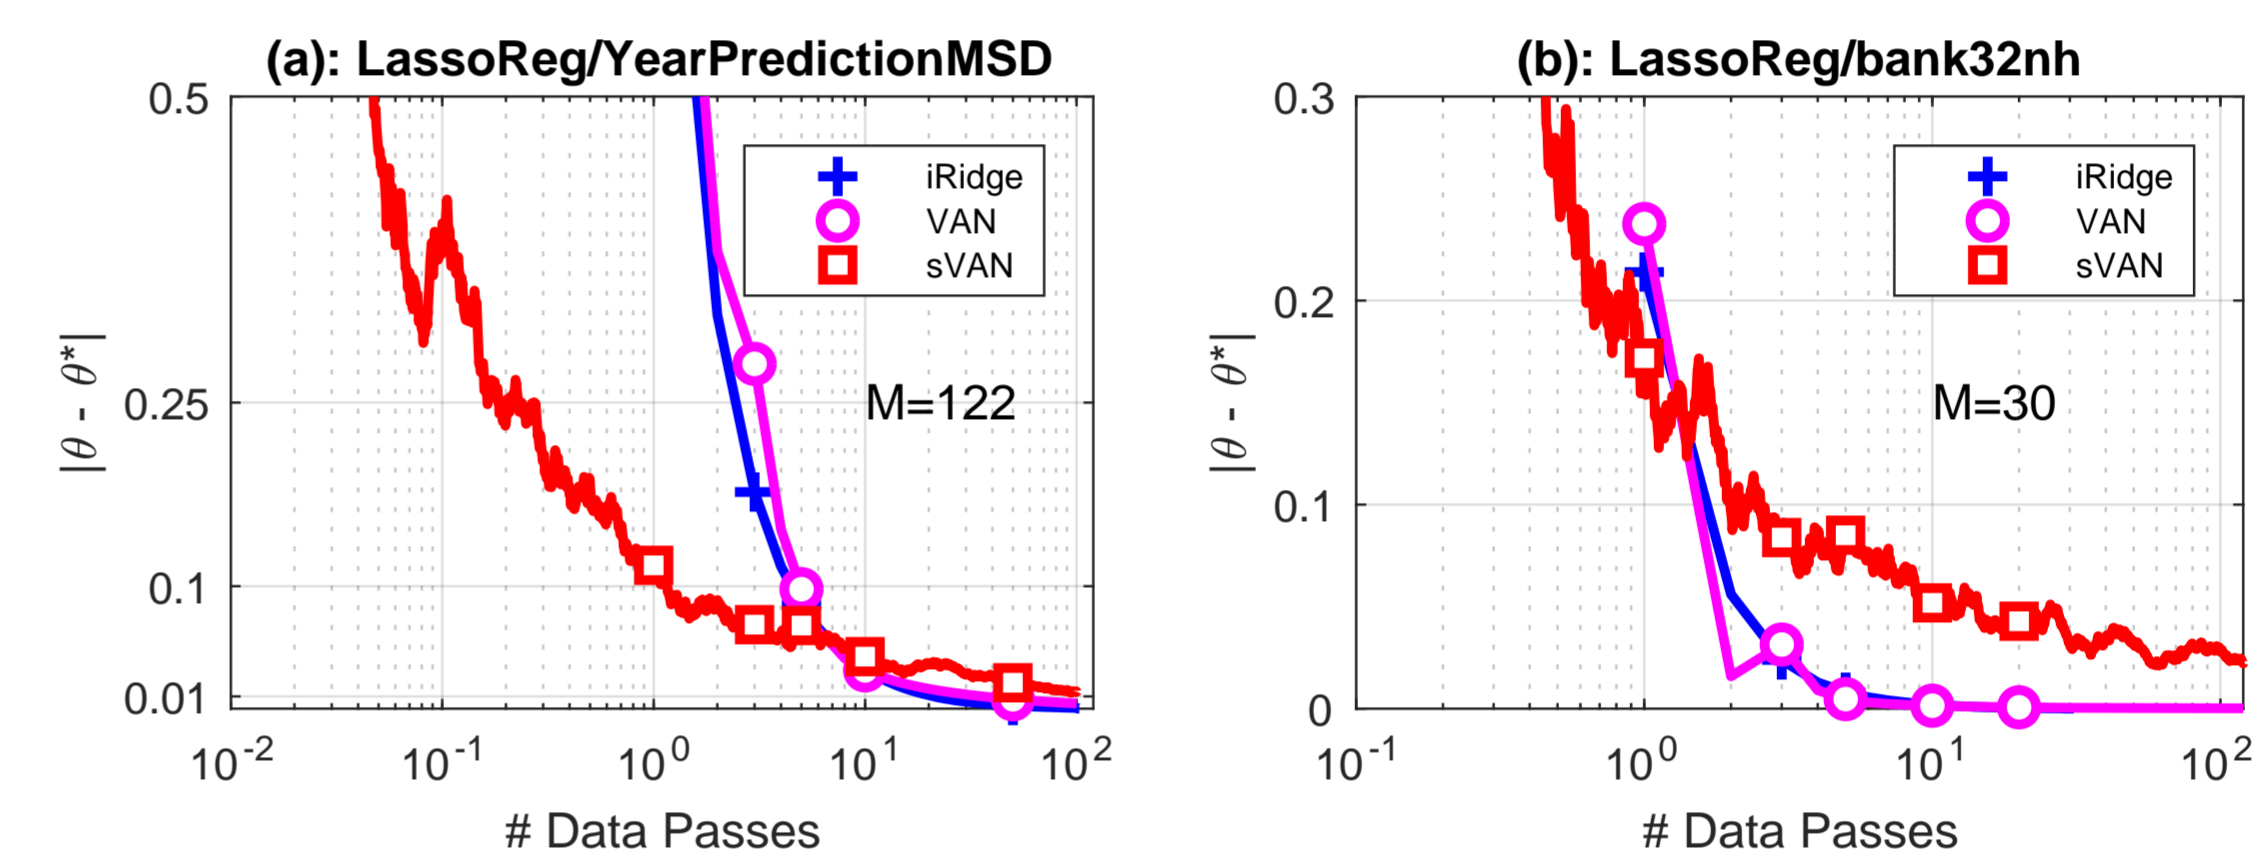 (a): LassoReg/YearPredictionMSD
0.5
0.25
0.1
0.01
|θ - θ*|
iRidge
VAN
sVAN
M=122
10^-2
10^-1
10^0
10^1
10^2
# Data Passes
(b): LassoReg/bank32nh
0.3
0.2
0.1
0
|θ - θ*|
iRidge
VAN
sVAN
M=30
10^-1
10^0
10^1
10^2
# Data Passes